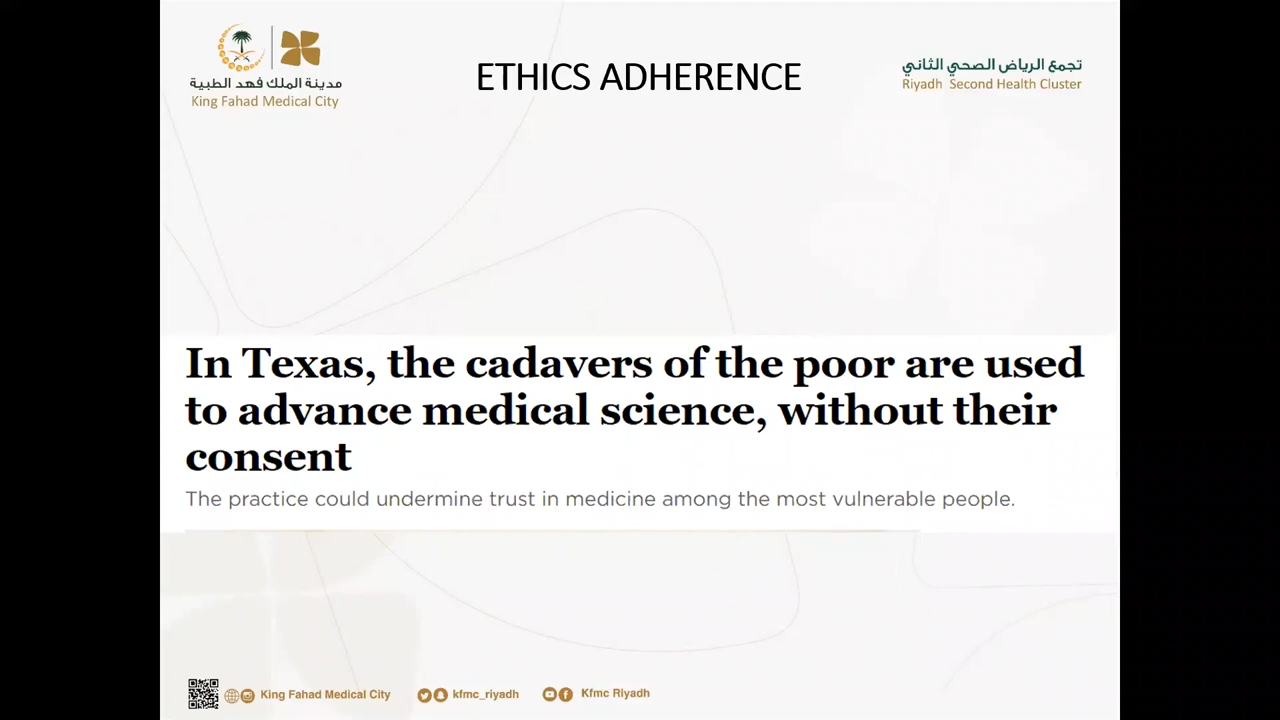 مدينة الملك فهد الطبية
King Fahad Medical City
ETHICS ADHERENCE
تجمع الرياض الصحي الثاني
Riyadh Second Health Cluster
In Texas, the cadavers of the poor are used
to advance medical science, without their
consent
The practice could undermine trust in medicine among the most vulnerable people.
King Fahad Medical City
kfmc_riyadh
Kfmc Riyadh